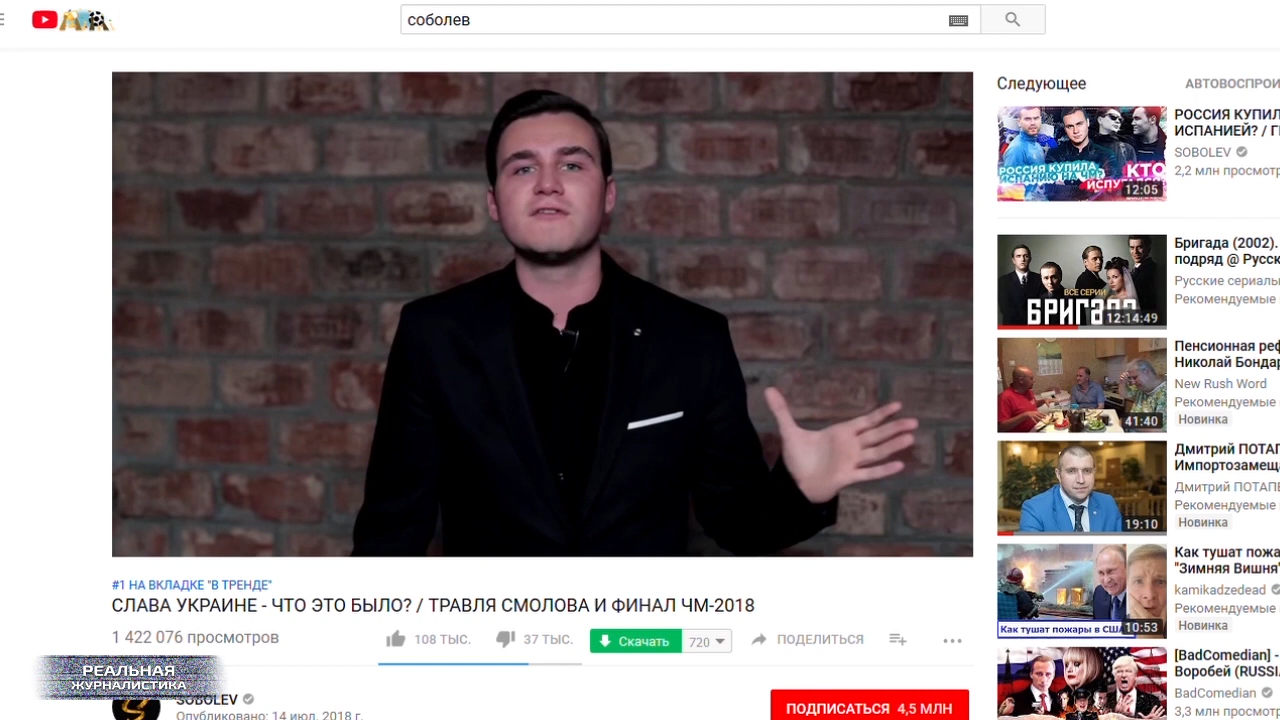 соболев
Следующее
АВТОВОСПРОИ
РОССИЯ КУПИЛА
ИСПАНИЮ НА ЧМ?
КТО
12:05
РОССИЯ КУПИЛ
ИСПАНИЕЙ? / П
SOBOLEV
2,2 млн просмотр
ВСЕ СЕРИИ
БРИГАДА
12:14:49
Бригада (2002).
подряд @ Русск
Русские сериалы
Рекомендуемые
41:40
Пенсионная реф
Николай Бондар
New Rush Word
Рекомендуемые
Новинка
19:10
Дмитрий ПОТАП
Импортозамеща
Дмитрий ПОТАПЕ
Рекомендуемые
Новинка
Как тушат пожары в США
10:53
Как тушат пожа
"Зимняя Вишня"
kamikadzedead
Рекомендуемые
Новинка
[BadComedian] -
Воробей (RUSSIA
BadComedian
3,3 млн просмотр
#1 НА ВКЛАДКЕ "В ТРЕНДЕ"
СЛАВА УКРАИНЕ - ЧТО ЭТО БЫЛО? / ТРАВЛЯ СМОЛОВА И ФИНАЛ ЧМ-2018
1 422 076 просмотров
108 ТЫС.
37 ТЫС.
Скачать
720
ПОДЕЛИТЬСЯ
РЕАЛЬНАЯ
ЖУРНАЛИСТИКА
SOBOLEV
Опубликовано: 14 июл. 2018 г.
ПОДПИСАТЬСЯ 4,5 МЛН